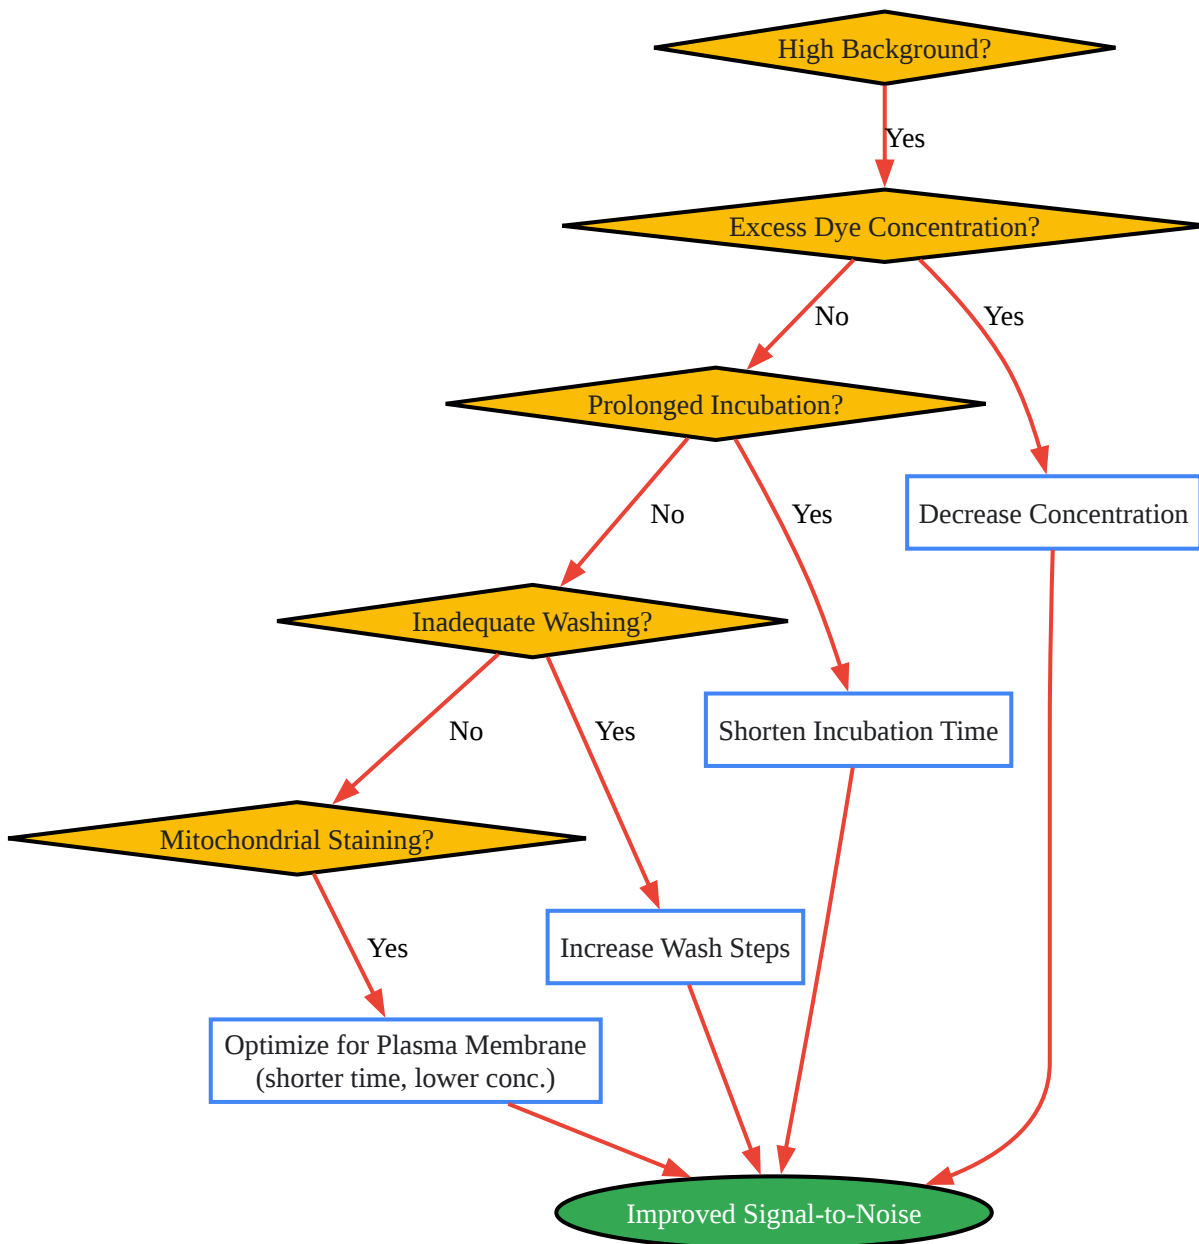 High Background?
Yes
Excess Dye Concentration?
No
Yes
Prolonged Incubation?
No
Yes
Decrease Concentration
Inadequate Washing?
No
Yes
Shorten Incubation Time
Mitochondrial Staining?
Yes
Increase Wash Steps
Optimize for Plasma Membrane
(shorter time, lower conc.)
Improved Signal-to-Noise